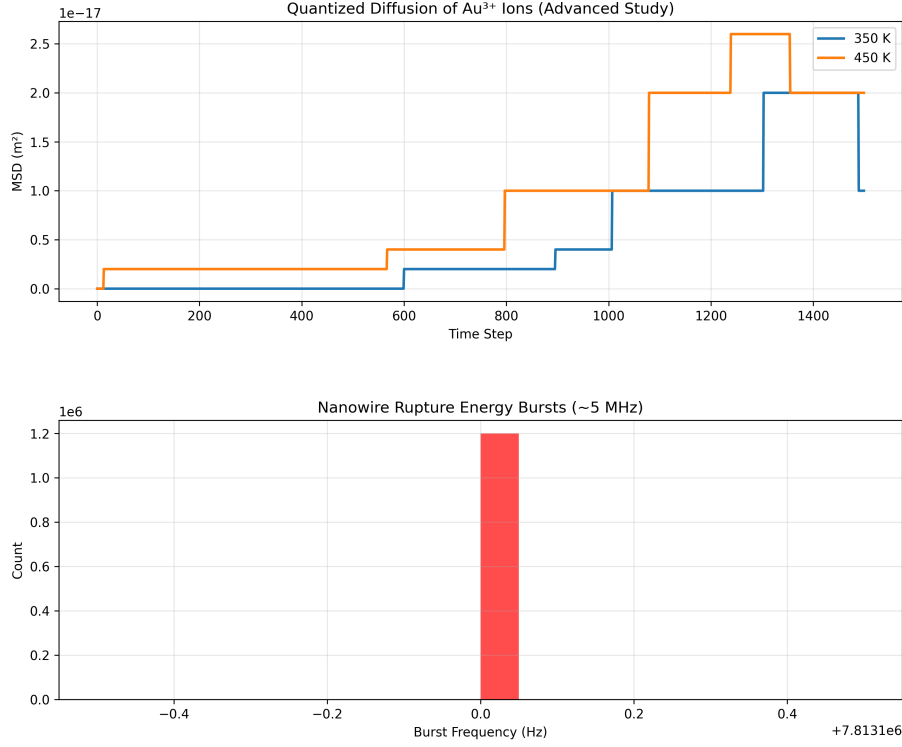 Quantized Diffusion of Au³⁺ Ions (Advanced Study)
1e−17
2.5
2.0
1.5
1.0
0.5
0.0
MSD (m²)
350 K
450 K
0 200 400 600 800 1000 1200 1400
Time Step
Nanowire Rupture Energy Bursts (~5 MHz)
1e6
1.2
1.0
0.8
0.6
0.4
0.2
0.0
Count
−0.4 −0.2 0.0 0.2 0.4
Burst Frequency (Hz)
+7.8131e6